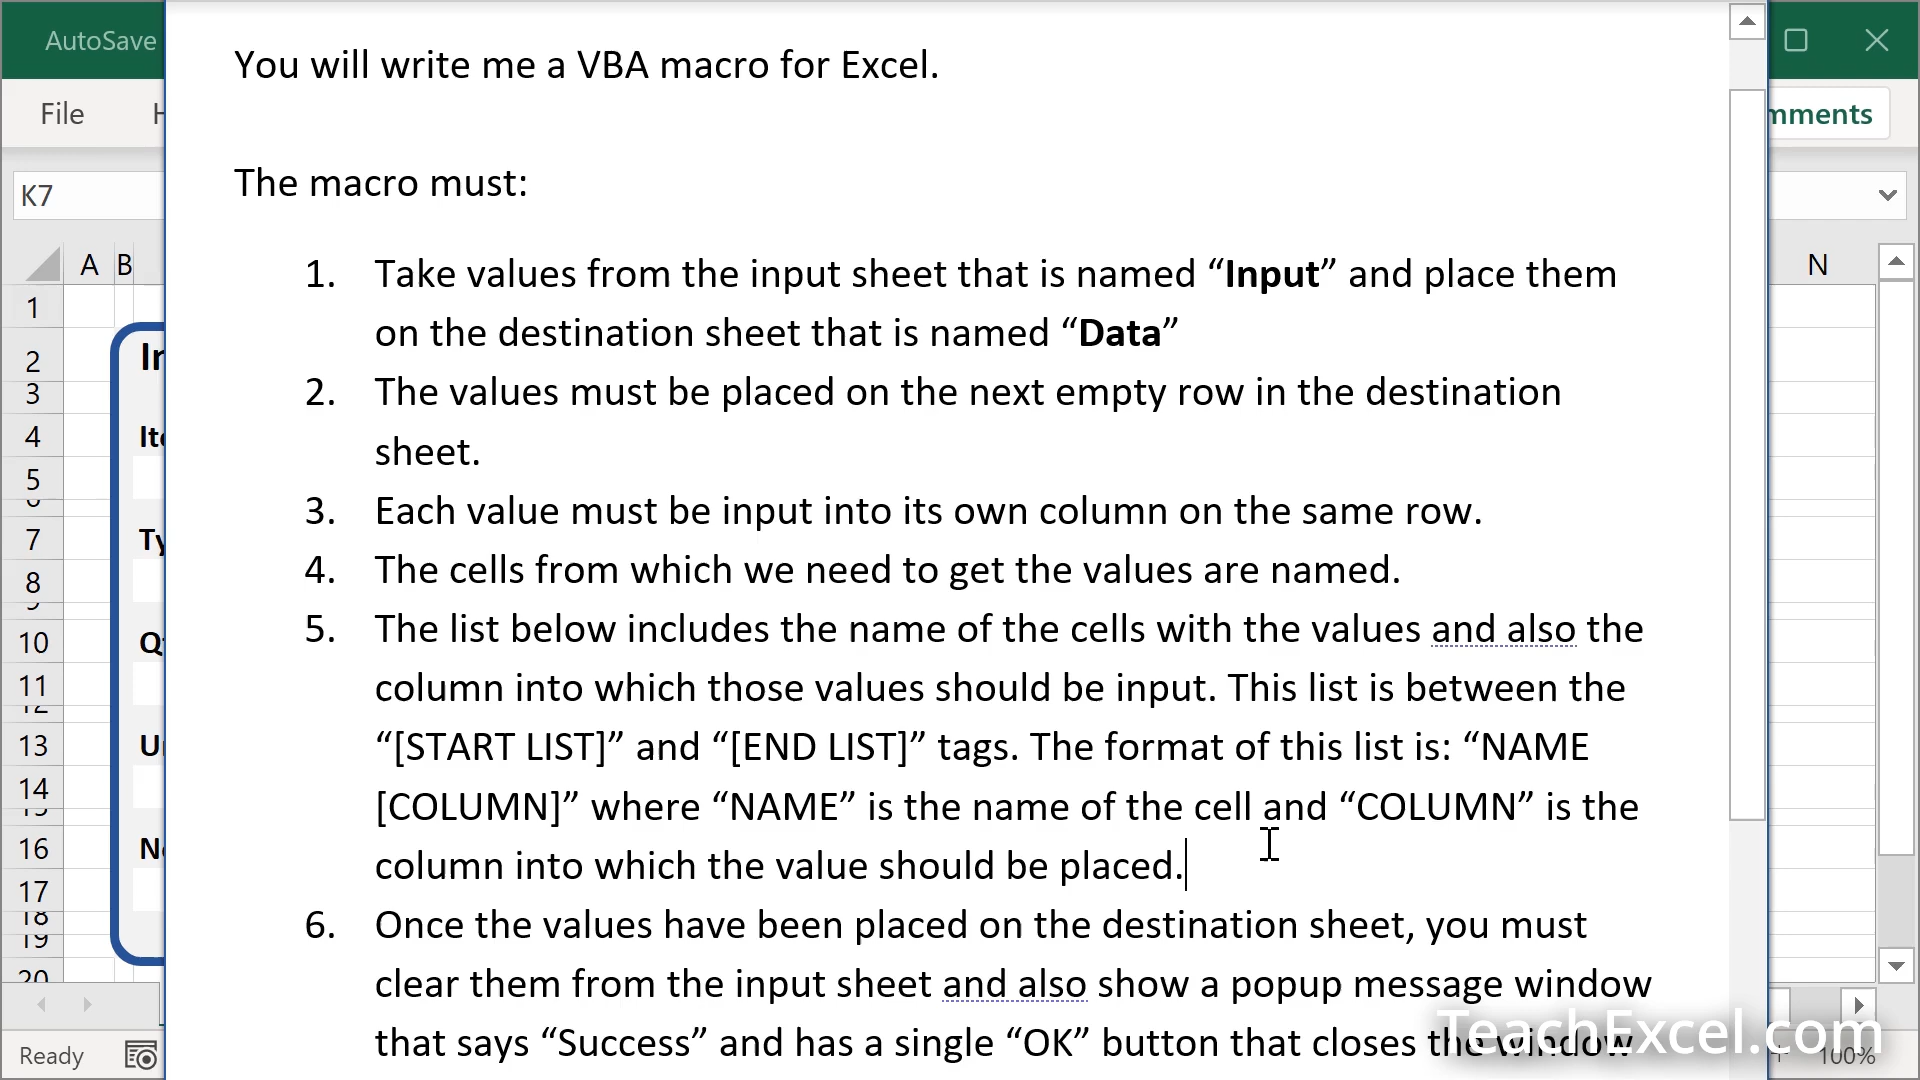 AutoSave
File
mments
K7
A B
N
You will write me a VBA macro for Excel.
The macro must:
1. Take values from the input sheet that is named “Input” and place them
on the destination sheet that is named “Data”
2. The values must be placed on the next empty row in the destination
sheet.
3. Each value must be input into its own column on the same row.
4. The cells from which we need to get the values are named.
5. The list below includes the name of the cells with the values and also the
column into which those values should be input. This list is between the
“[START LIST]” and “[END LIST]” tags. The format of this list is: “NAME
[COLUMN]” where “NAME” is the name of the cell and “COLUMN” is the
column into which the value should be placed.
6. Once the values have been placed on the destination sheet, you must
clear them from the input sheet and also show a popup message window
that says “Success” and has a single “OK” button that closes the window
1
2
3
4
5
7
8
10
11
13
14
16
17
18
19
20
Ready
TeachExcel.com
100%